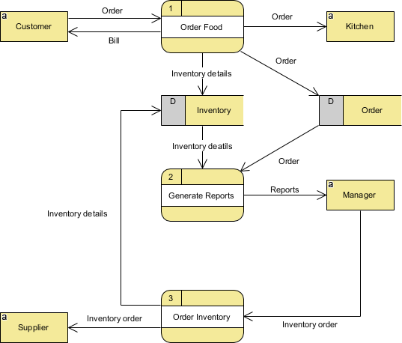 a
Customer
Order
Bill
1
Order Food
Order
a
Kitchen
Inventory details
Order
D
Inventory
D
Order
Inventory deatils
Order
2
Generate Reports
Reports
a
Manager
Inventory details
3
Order Inventory
Inventory order
Inventory order
a
Supplier